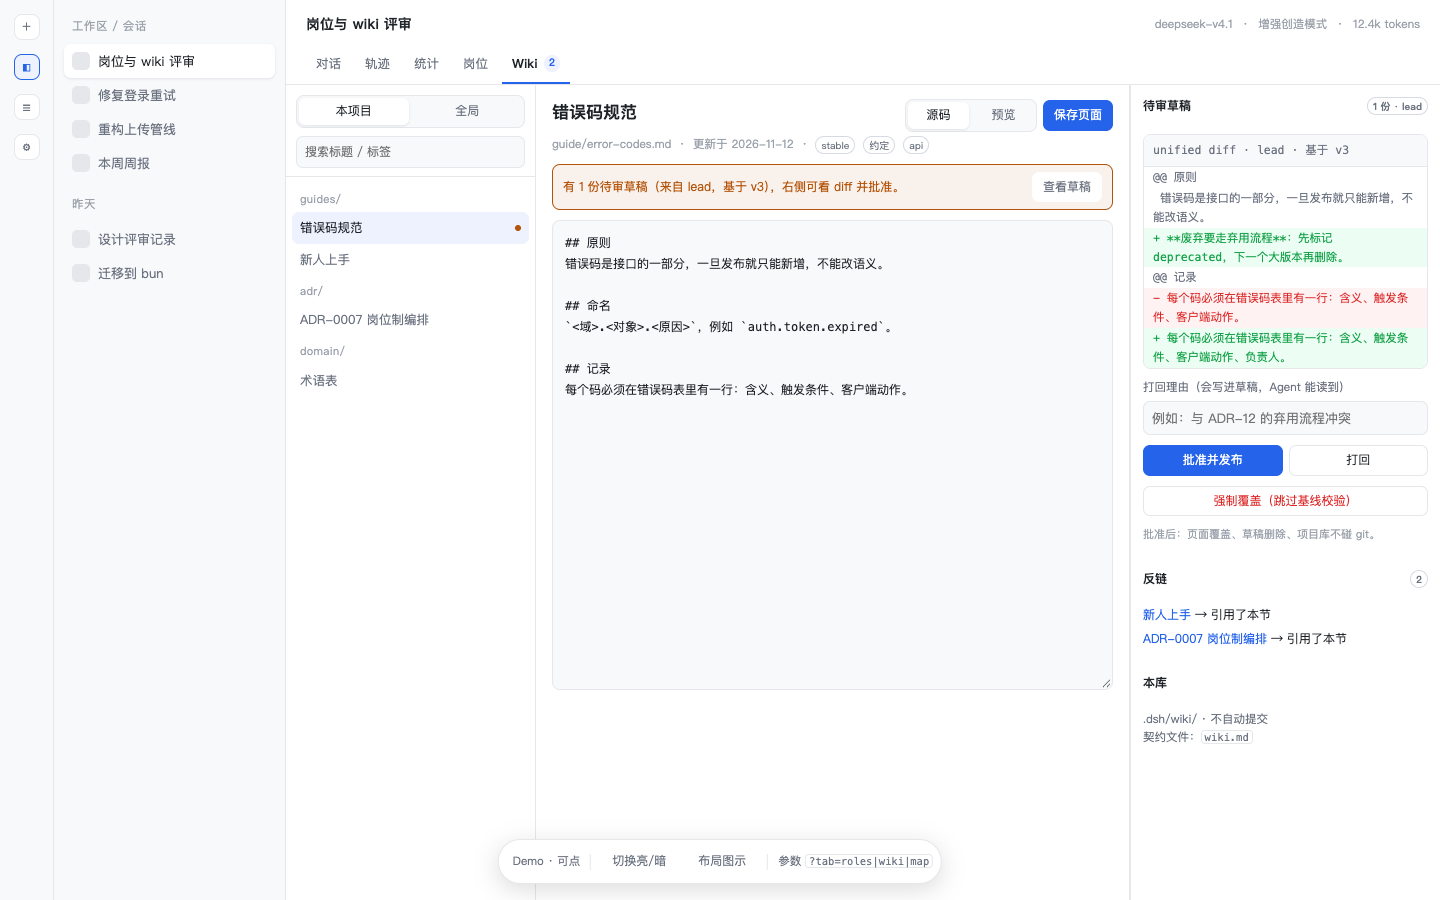 工作区 / 会话
岗位与 wiki 评审
修复登录重试
重构上传管线
本周周报
昨天
设计评审记录
迁移到 bun
岗位与 wiki 评审
deepseek-v4.1 · 增强创造模式 · 12.4k tokens
对话 轨迹 统计 岗位 Wiki 2
本项目 全局
搜索标题 / 标签
guides/
错误码规范
新人上手
adr/
ADR-0007 岗位制编排
domain/
术语表
错误码规范
源码 预览 保存页面
guide/error-codes.md · 更新于 2026-11-12 · stable 约定 api
有 1 份待审草稿（来自 lead，基于 v3），右侧可看 diff 并批准。 查看草稿
## 原则
错误码是接口的一部分，一旦发布就只能新增，不能改语义。
## 命名
`<域>.<对象>.<原因>`，例如 `auth.token.expired`。
## 记录
每个码必须在错误码表里有一行：含义、触发条件、客户端动作。
待审草稿 1 份 · lead
unified diff · lead · 基于 v3
@@ 原则
错误码是接口的一部分，一旦发布就只能新增，不
能改语义。
+ **废弃要走弃用流程**：先标记
deprecated，下一个大版本再删除。
@@ 记录
− 每个码必须在错误码表里有一行：含义、触发条
件、客户端动作。
+ 每个码必须在错误码表里有一行：含义、触发条
件、客户端动作、负责人。
打回理由（会写进草稿，Agent 能读到）
例如：与 ADR-12 的弃用流程冲突
批准并发布 打回
强制覆盖（跳过基线校验）
批准后：页面覆盖、草稿删除、项目库不碰 git。
反链 2
新人上手 → 引用了本节
ADR-0007 岗位制编排 → 引用了本节
本库
.dsh/wiki/ · 不自动提交
契约文件： wiki.md
Demo · 可点 切换亮/暗 布局图示 参数 ?tab=roles|wiki|map